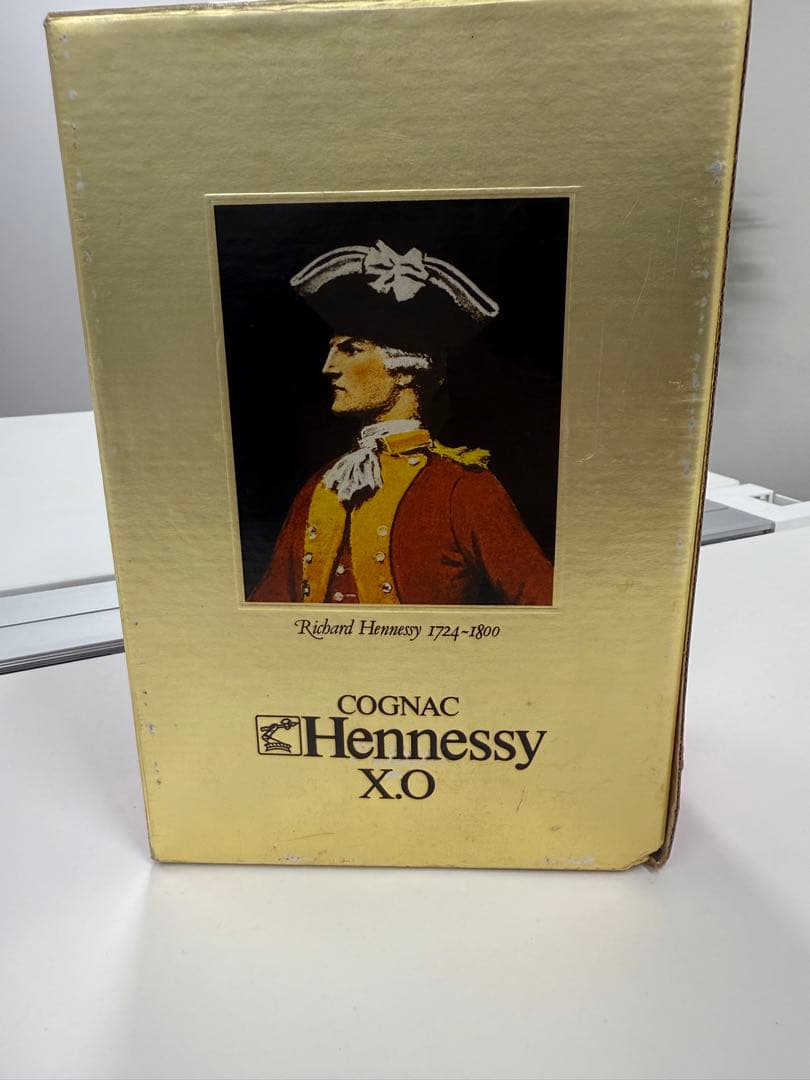 Richard Hennessy 1724~1800
COGNAC
Hennessy
X.O